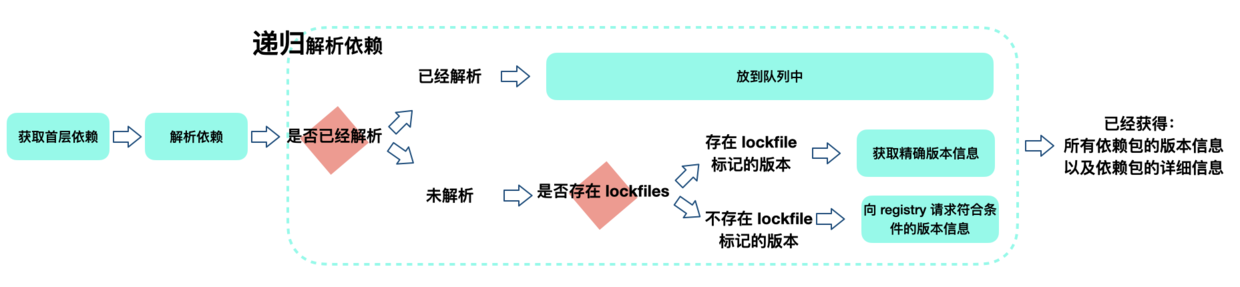 递归解析依赖
获取首层依赖
解析依赖
是否已经解析
已经解析
放到队列中
未解析
是否存在 lockfiles
存在 lockfile
标记的版本
获取精确版本信息
不存在 lockfile
标记的版本
向 registry 请求符合条
件的版本信息
已经获得：
所有依赖包的版本信息
以及依赖包的详细信息